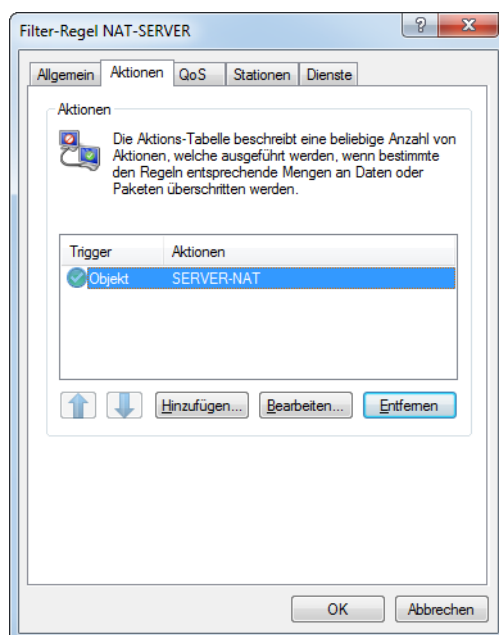 Filter-Regel NAT-SERVER
?
X
Allgemein Aktionen QoS Stationen Dienste
Aktionen
Die Aktions-Tabelle beschreibt eine beliebige Anzahl von
Aktionen, welche ausgeführt werden, wenn bestimmte
den Regeln entsprechende Mengen an Daten oder
Paketen überschritten werden.
Trigger Aktionen
Objekt SERVER-NAT
Hinzufügen... Bearbeiten... Entfernen
OK Abbrechen